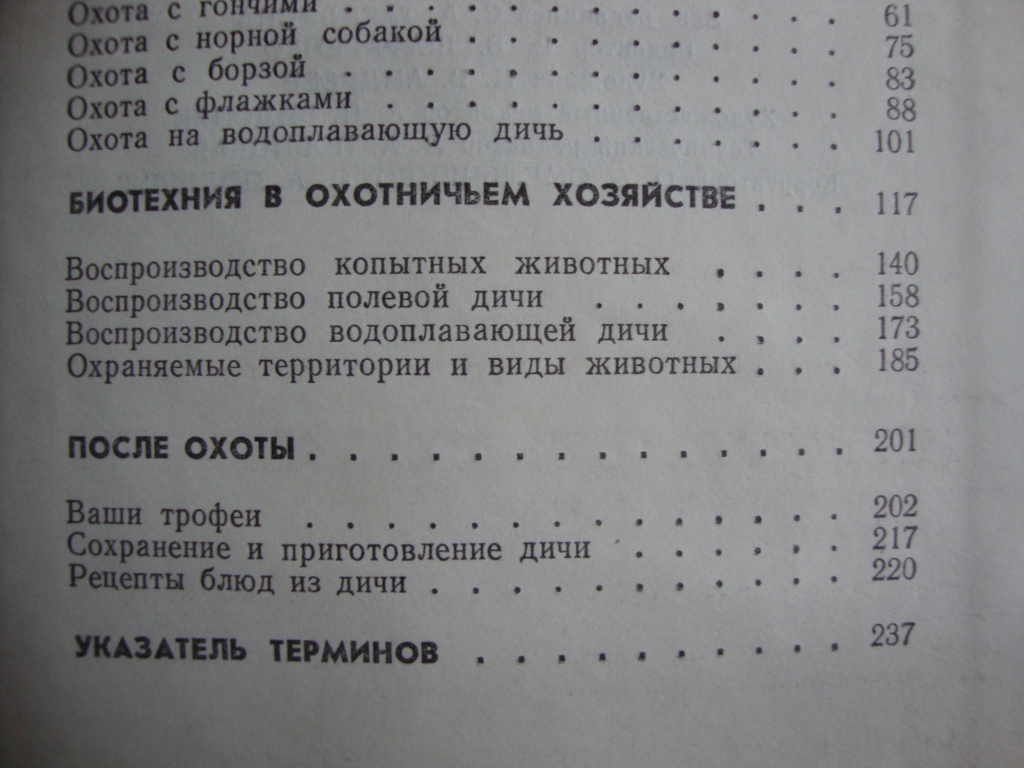 Охота с гончими . . . . . . . . . . . . . 61
Охота с норной собакой . . . . . . . . . . 75
Охота с борзой . . . . . . . . . . . . . 83
Охота с флажками . . . . . . . . . . . . 88
Охота на водоплавающую дичь . . . . . . . 101
БИОТЕХНИЯ В ОХОТНИЧЬЕМ ХОЗЯЙСТВЕ . . . 117
Воспроизводство копытных животных . . . . 140
Воспроизводство полевой дичи . . . . . . 158
Воспроизводство водоплавающей дичи . . . . 173
Охраняемые территории и виды животных . . . 185
ПОСЛЕ ОХОТЫ . . . . . . . . . . . . . 201
Ваши трофеи . . . . . . . . . . . . . 202
Сохранение и приготовление дичи . . . . . . 217
Рецепты блюд из дичи . . . . . . . . . . 220
УКАЗАТЕЛЬ ТЕРМИНОВ . . . . . . . . . . 237